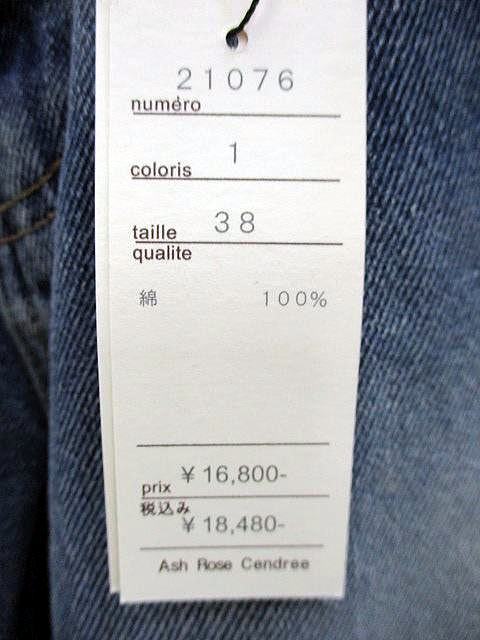 21076
numéro
1
coloris
38
taille
qualite
綿 100%
¥ 16,800-
prix
税込み
¥ 18,480-
Ash Rose Cendree